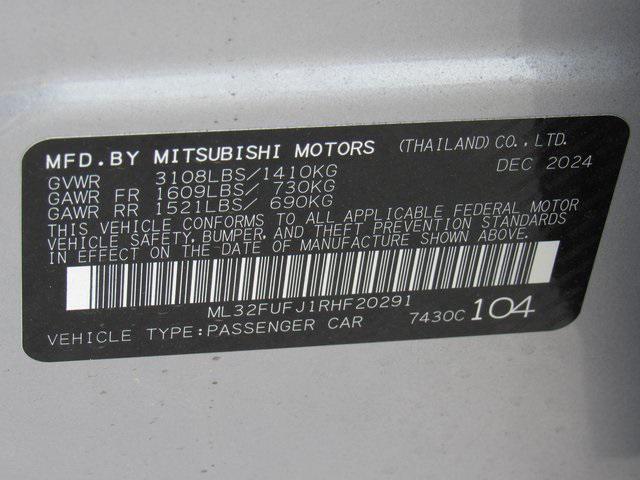 MFD.BY MITSUBISHI MOTORS (THAILAND) CO., LTD.
GVWR 3108LBS/1410KG DEC 2024
GAWR FR 1609LBS/ 730KG
GAWR RR 1521LBS/ 690KG
THIS VEHICLE CONFORMS TO ALL APPLICABLE FEDERAL MOTOR
VEHICLE SAFETY, BUMPER, AND THEFT PREVENTION STANDARDS
IN EFFECT ON THE DATE OF MANUFACTURE SHOWN ABOVE.
ML32FUFJ1RHF20291
VEHICLE TYPE:PASSENGER CAR 7430C 104